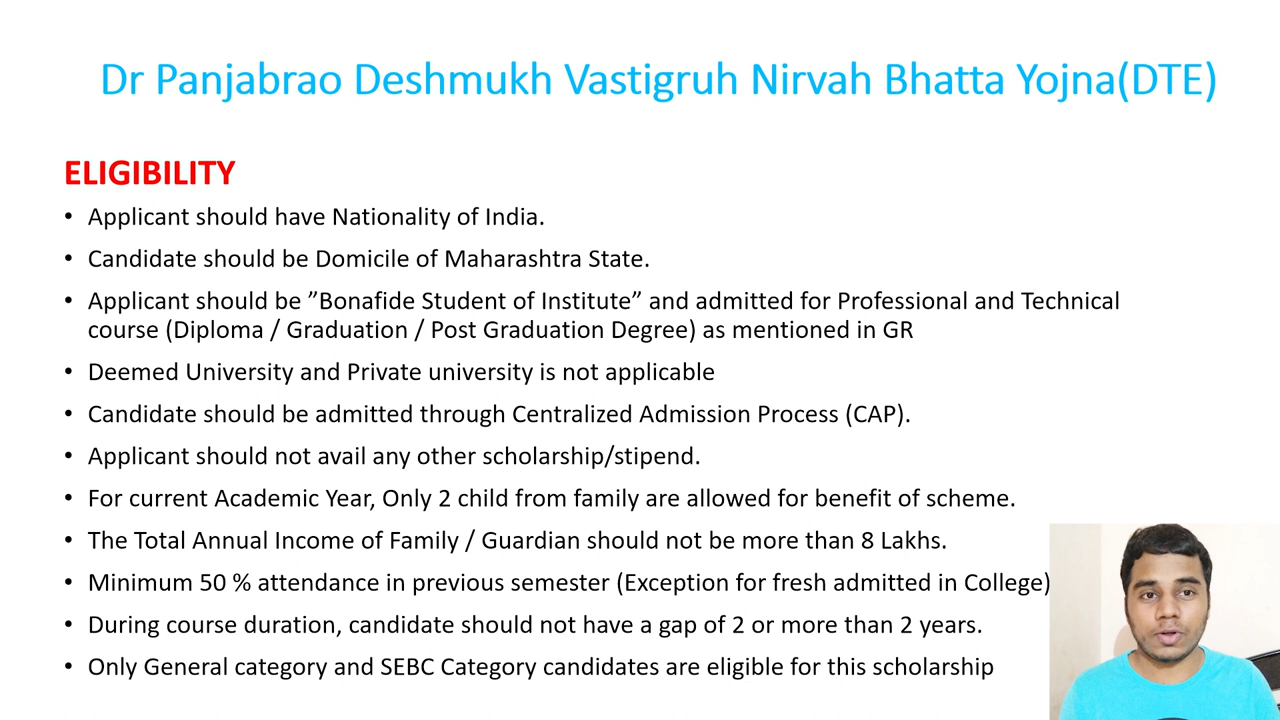 Dr Panjabrao Deshmukh Vastigruh Nirvah Bhatta Yojna(DTE)
ELIGIBILITY
• Applicant should have Nationality of India.
• Candidate should be Domicile of Maharashtra State.
• Applicant should be ”Bonafide Student of Institute” and admitted for Professional and Technical
course (Diploma / Graduation / Post Graduation Degree) as mentioned in GR
• Deemed University and Private university is not applicable
• Candidate should be admitted through Centralized Admission Process (CAP).
• Applicant should not avail any other scholarship/stipend.
• For current Academic Year, Only 2 child from family are allowed for benefit of scheme.
• The Total Annual Income of Family / Guardian should not be more than 8 Lakhs.
• Minimum 50 % attendance in previous semester (Exception for fresh admitted in College)
• During course duration, candidate should not have a gap of 2 or more than 2 years.
• Only General category and SEBC Category candidates are eligible for this scholarship